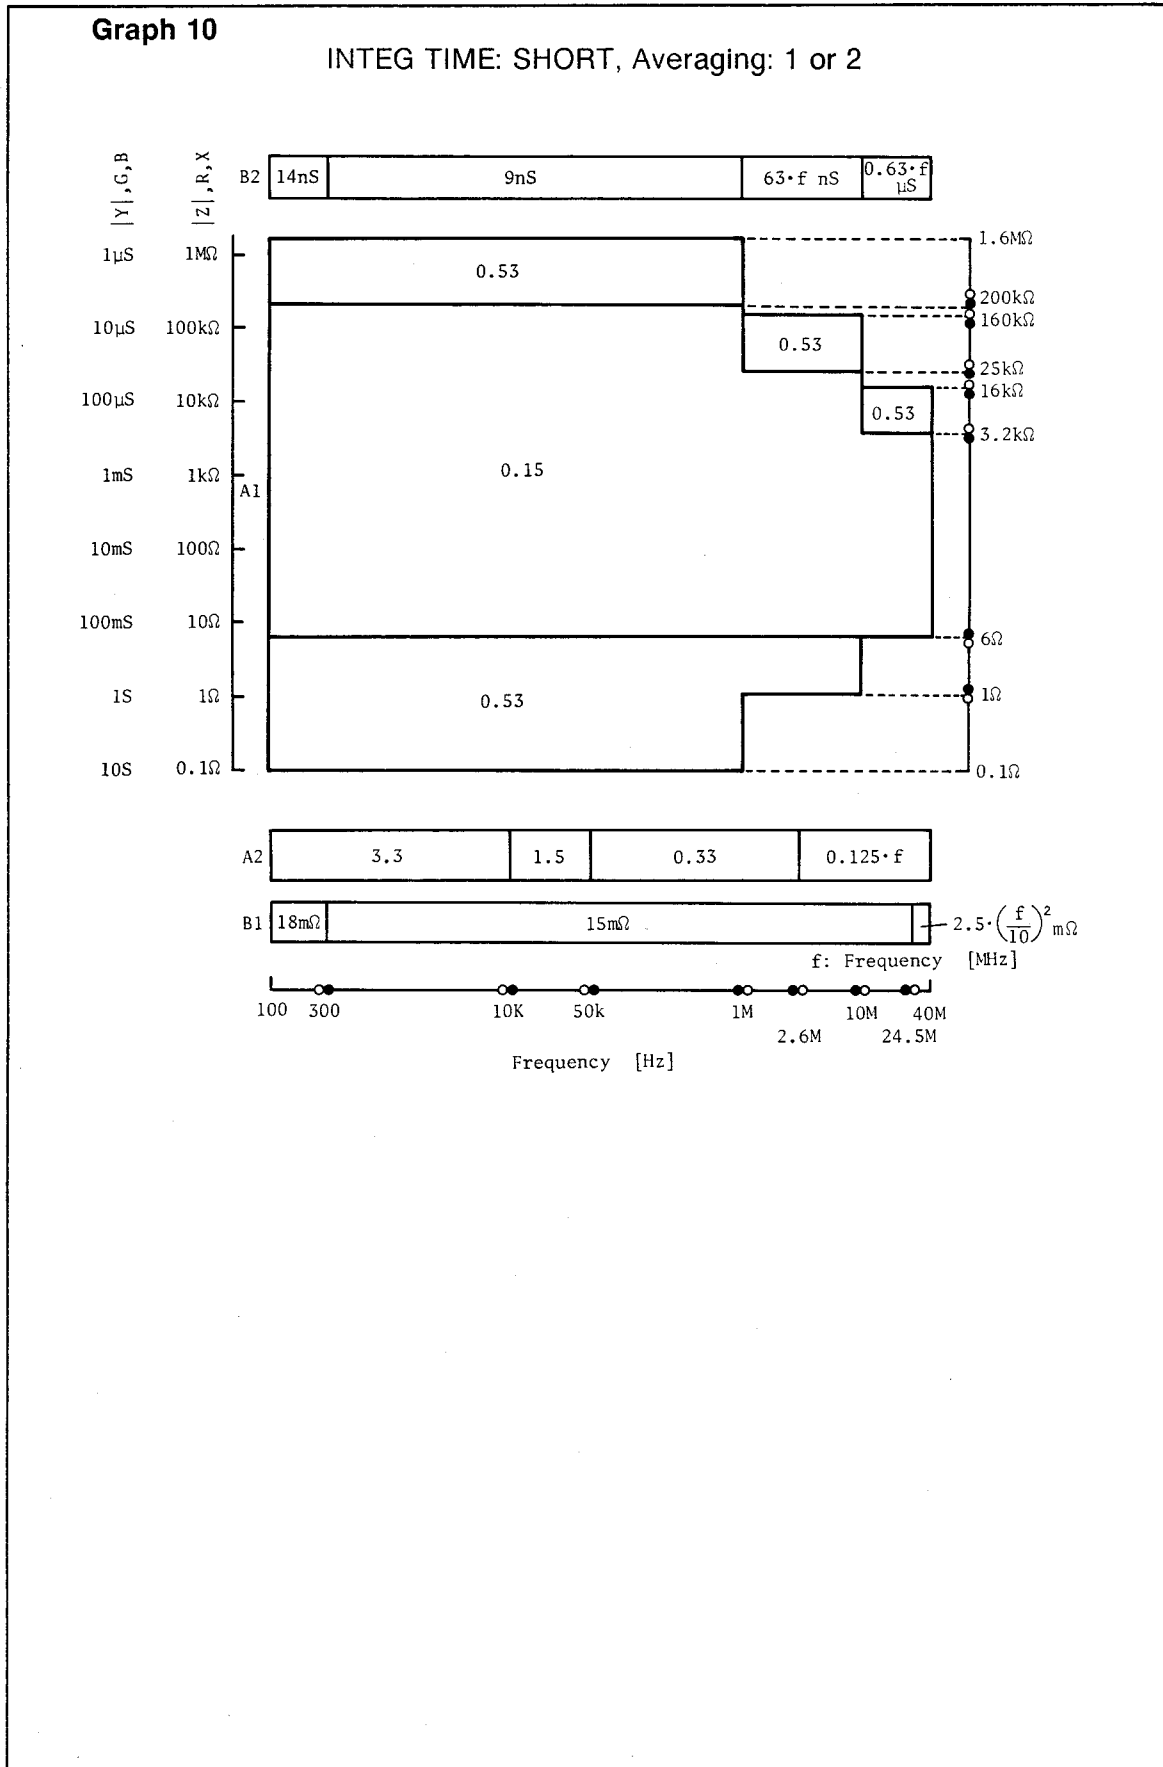 Graph 10
INTEG TIME: SHORT, Averaging: 1 or 2
|Y|,G,B
|Z|,R,X
B2 14nS 9nS 63·f nS 0.63·f μS
1μS 1MΩ
10μS 100kΩ
100μS 10kΩ
1mS 1kΩ
10mS 100Ω
100mS 10Ω
1S 1Ω
10S 0.1Ω
A1
0.53
0.53
0.53
0.15
0.53
1.6MΩ
200kΩ
160kΩ
25kΩ
16kΩ
3.2kΩ
6Ω
1Ω
0.1Ω
A2 3.3 1.5 0.33 0.125·f
B1 18mΩ 15mΩ 2.5·(f/10)² mΩ
f: Frequency [MHz]
100 300 10K 50k 1M 10M 40M
2.6M 24.5M
Frequency [Hz]